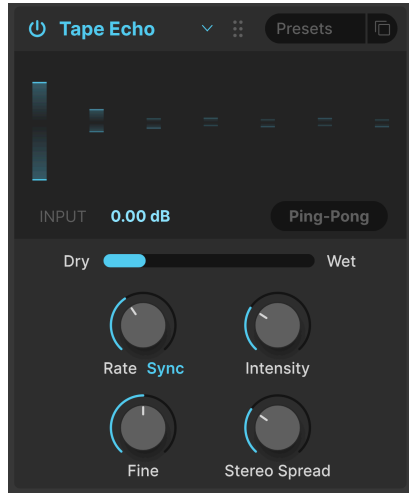 Tape Echo Presets
INPUT 0.00 dB Ping-Pong
Dry Wet
Rate Sync Intensity
Fine Stereo Spread